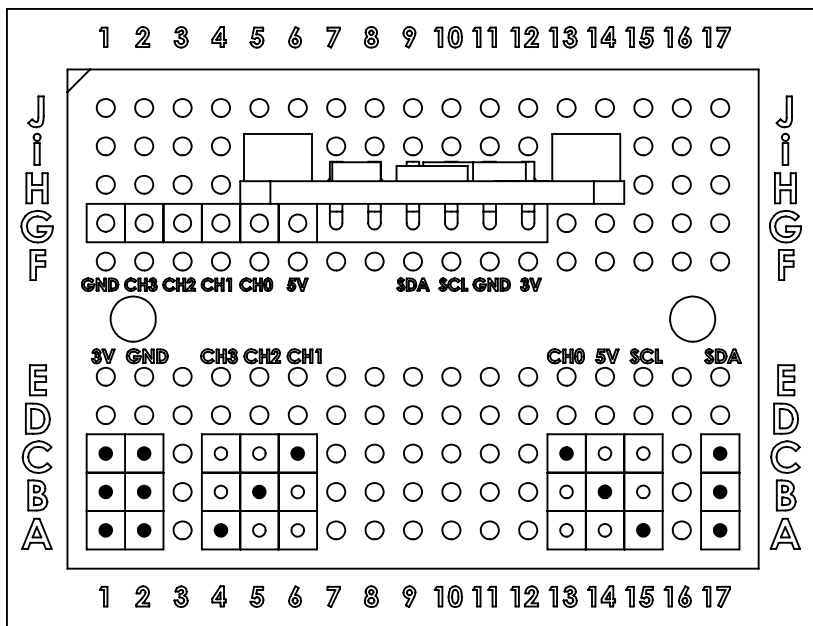 1 2 3 4 5 6 7 8 9 10 11 12 13 14 15 16 17
J J
i i
H H
G G
F F
GND CH3 CH2 CH1 CH0 5V SDA SCL GND 3V
3V GND CH3 CH2 CH1 CH0 5V SCL SDA
E E
D D
C C
B B
A A
1 2 3 4 5 6 7 8 9 10 11 12 13 14 15 16 17